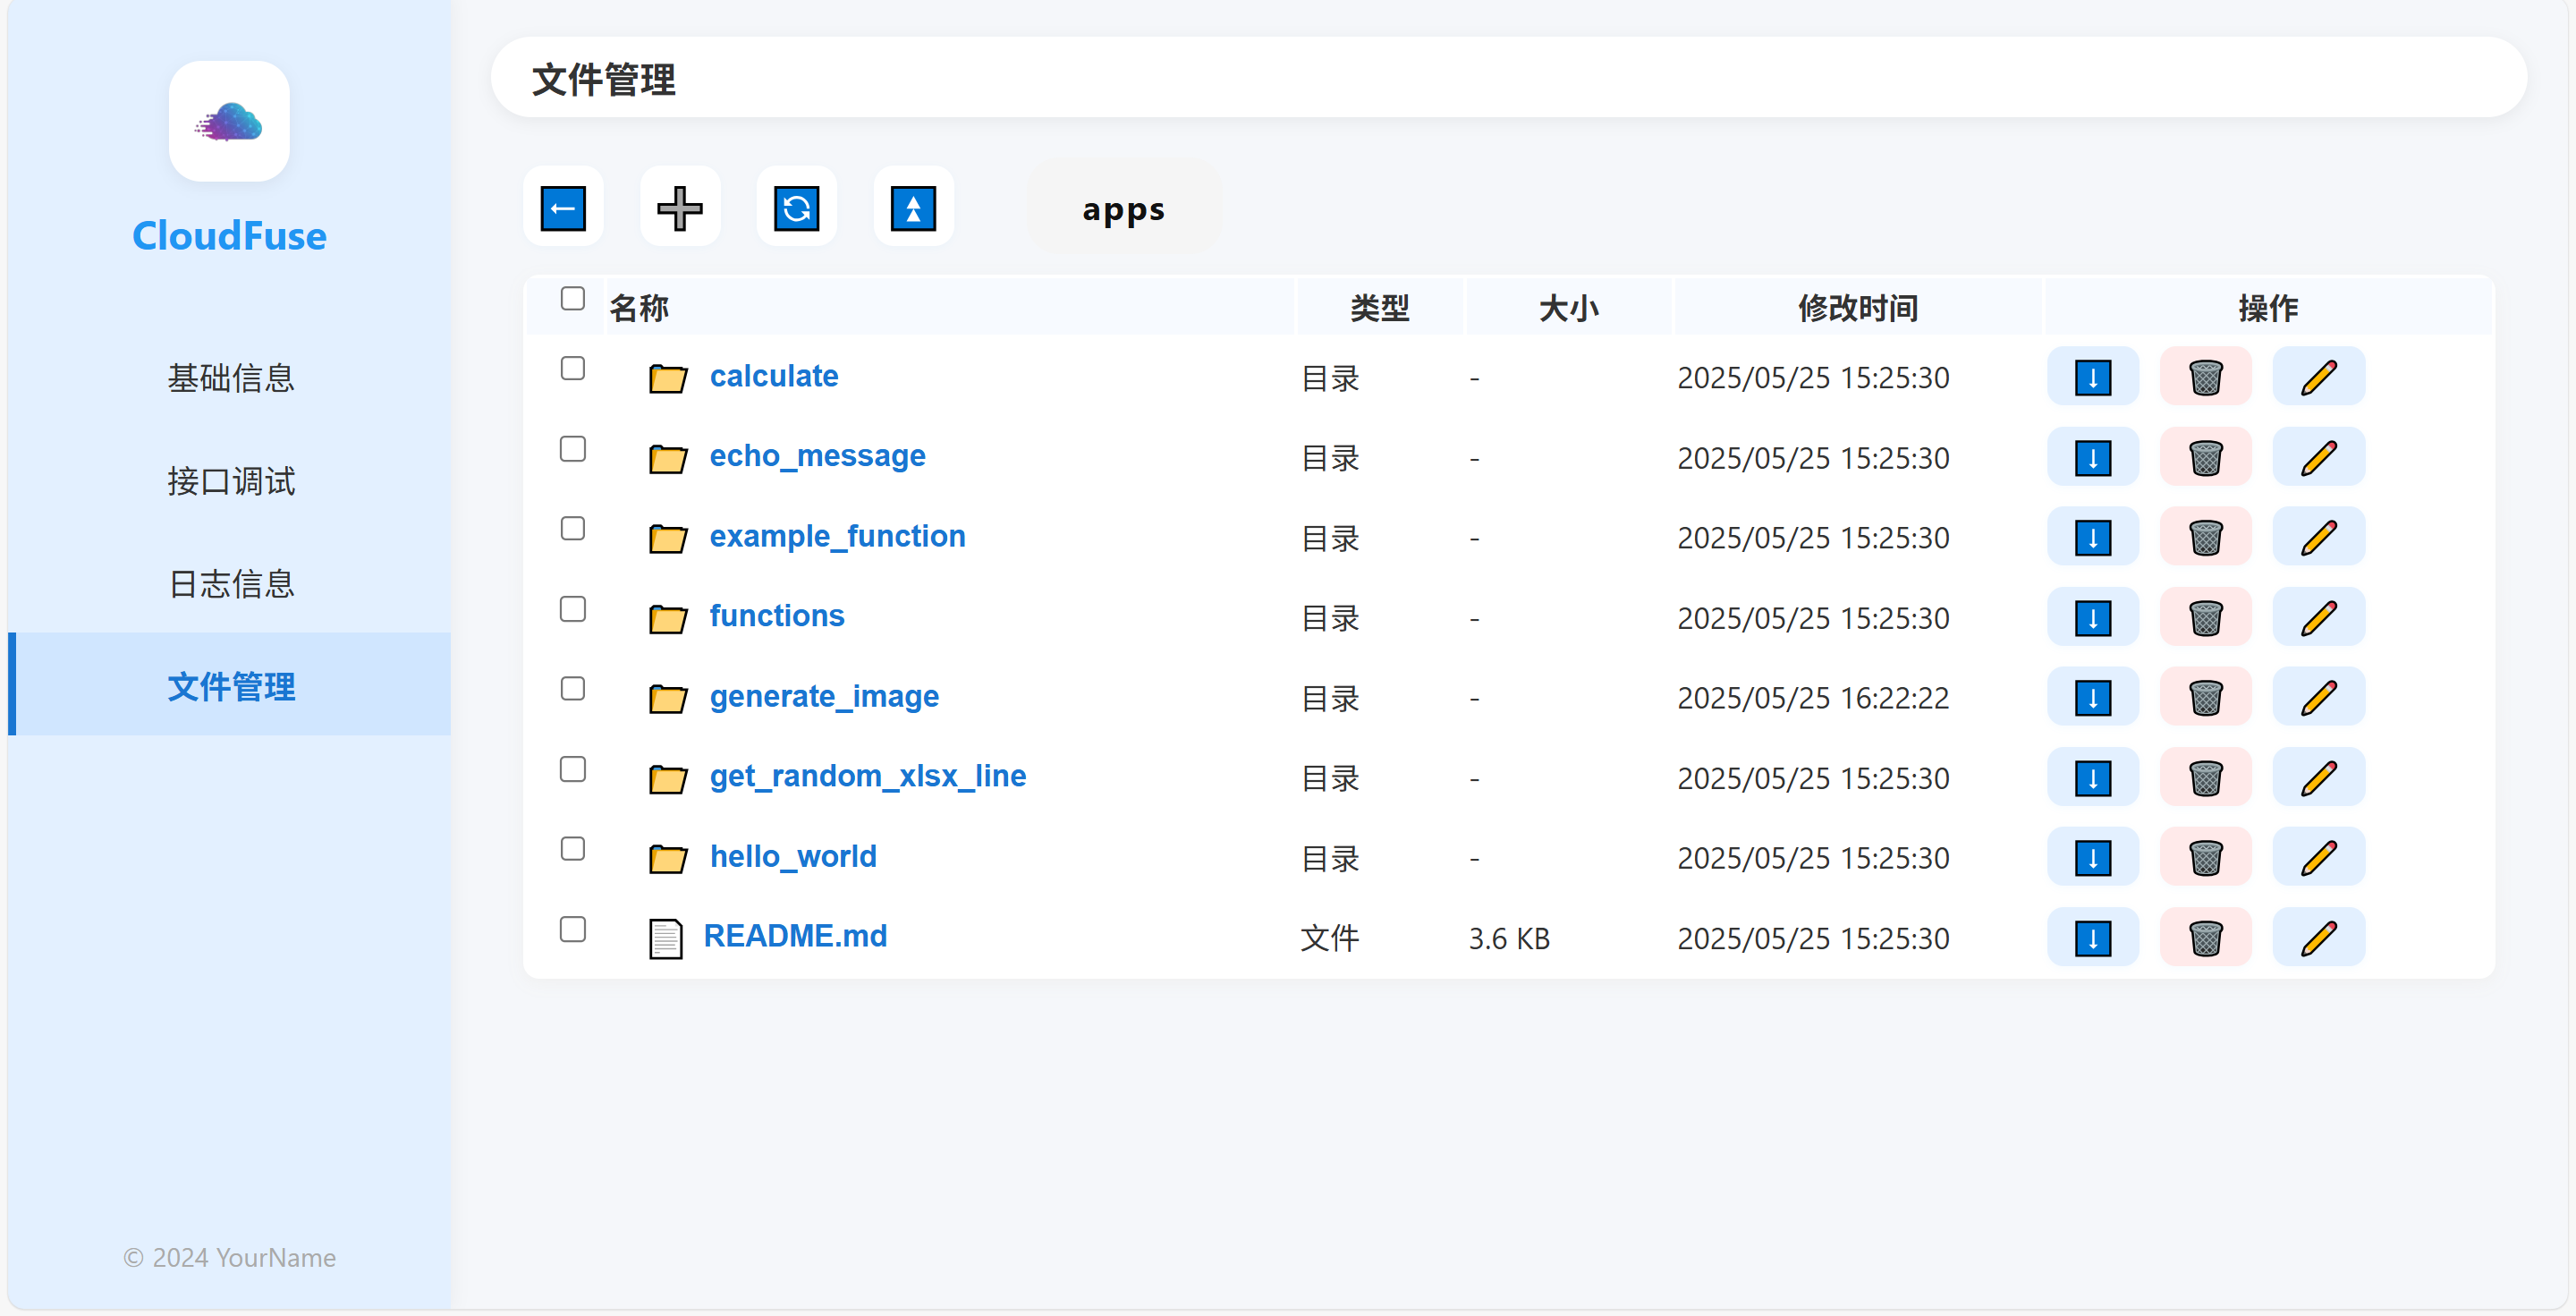 CloudFuse
基础信息
接口调试
日志信息
文件管理
© 2024 YourName
文件管理
apps
名称 类型 大小 修改时间 操作
calculate 目录 - 2025/05/25 15:25:30
echo_message 目录 - 2025/05/25 15:25:30
example_function 目录 - 2025/05/25 15:25:30
functions 目录 - 2025/05/25 15:25:30
generate_image 目录 - 2025/05/25 16:22:22
get_random_xlsx_line 目录 - 2025/05/25 15:25:30
hello_world 目录 - 2025/05/25 15:25:30
README.md 文件 3.6 KB 2025/05/25 15:25:30